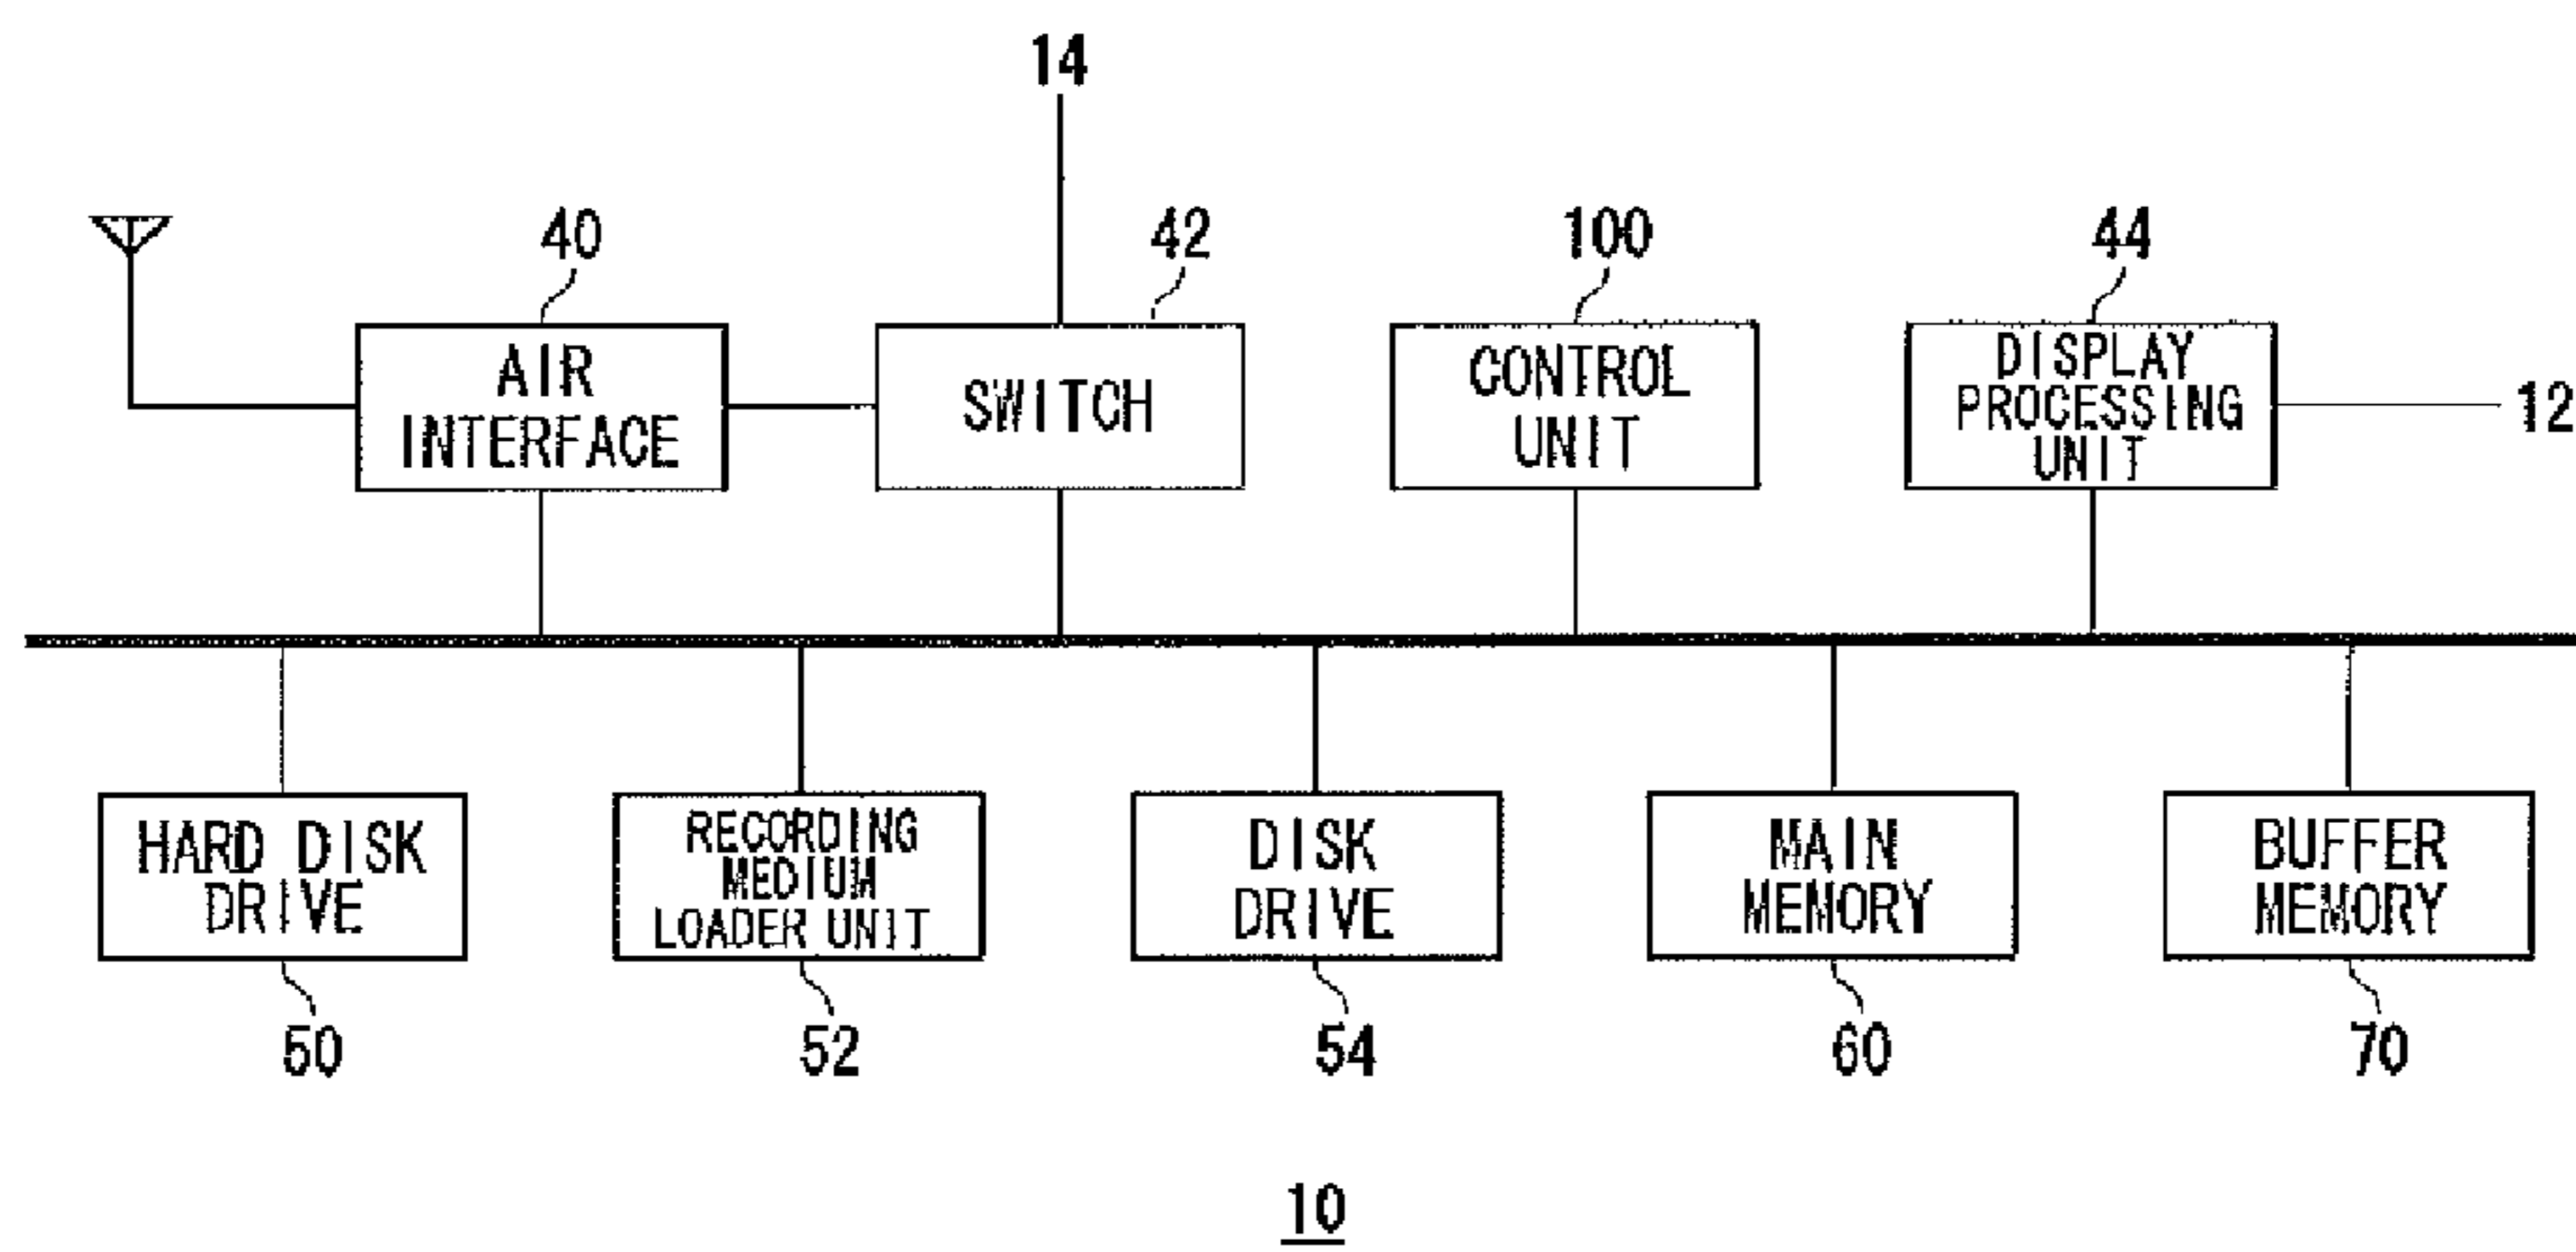 14
40
42
100
44
AIR
INTERFACE
SWITCH
CONTROL
UNIT
DISPLAY
PROCESSING
UNIT
12
HARD DISK
DRIVE
RECORDING
MEDIUM
LOADER UNIT
DISK
DRIVE
MAIN
MEMORY
BUFFER
MEMORY
50
52
54
60
70
10